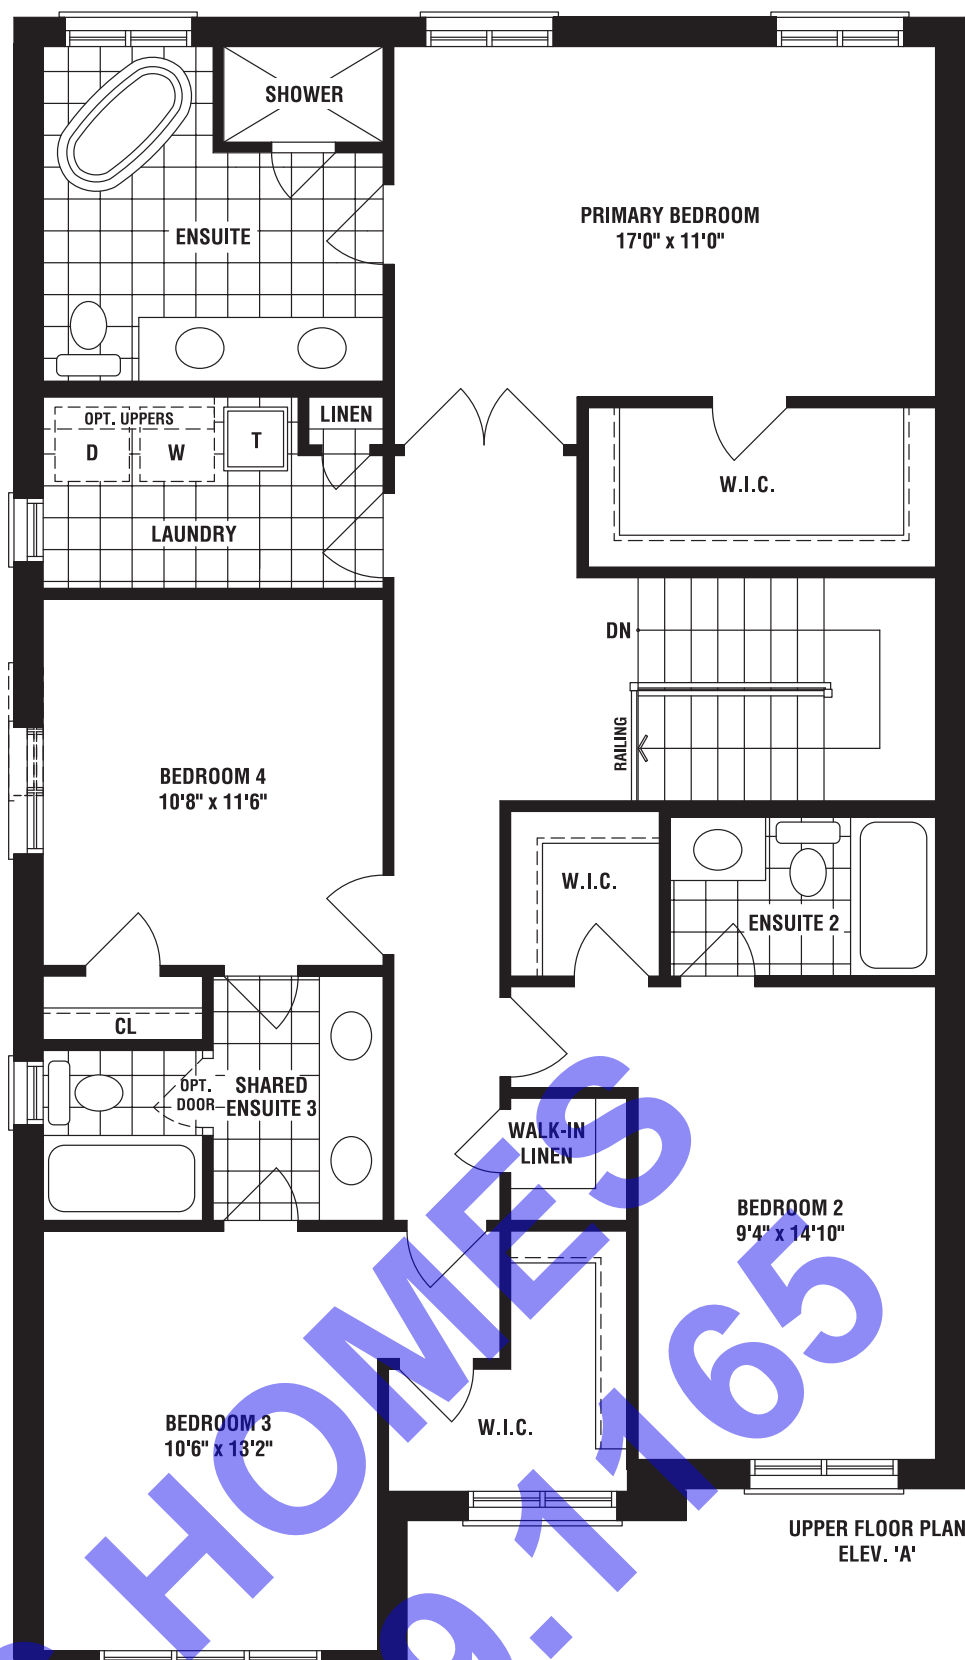 SHOWER
PRIMARY BEDROOM
17'0" x 11'0"
ENSUITE
OPT. UPPERS
LINEN
D
W
T
W.I.C.
LAUNDRY
DN
RAILING
BEDROOM 4
10'8" x 11'6"
W.I.C.
ENSUITE 2
CL
OPT.
DOOR
SHARED
ENSUITE 3
WALK-IN
LINEN
BEDROOM 2
9'4" x 14'10"
BEDROOM 3
10'6" x 13'2"
W.I.C.
UPPER FLOOR PLAN
ELEV. 'A'
HOMES
9.1165